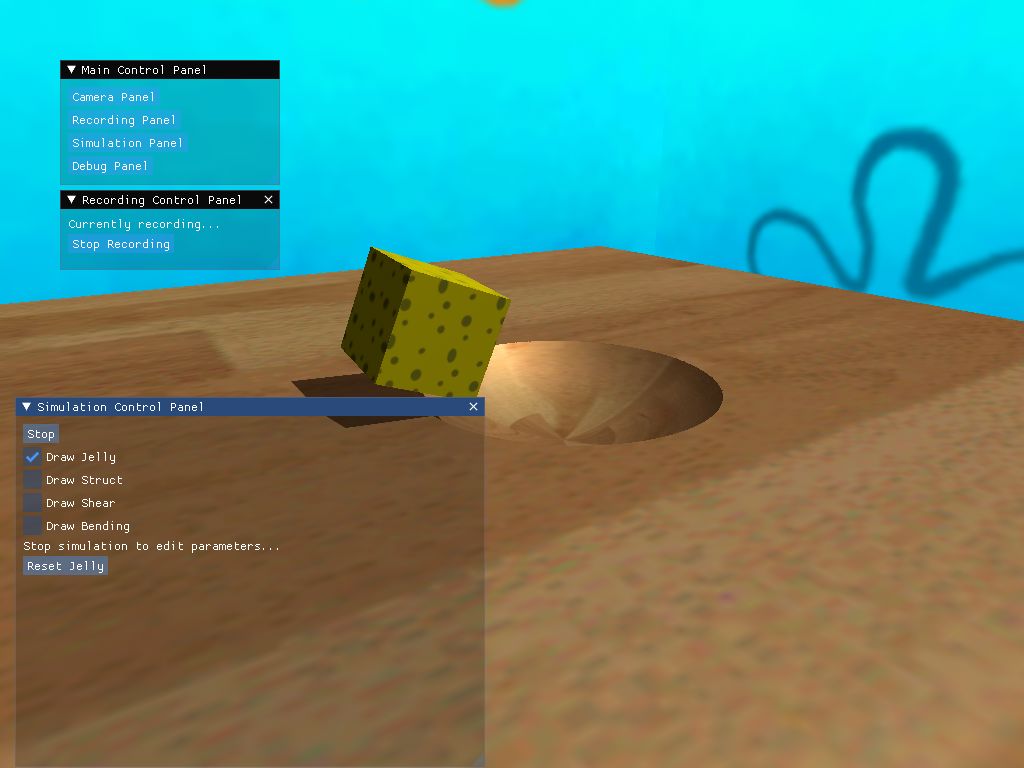 Main Control Panel
Camera Panel
Recording Panel
Simulation Panel
Debug Panel
Recording Control Panel
Currently recording...
Stop Recording
Simulation Control Panel
Stop
Draw Jelly
Draw Struct
Draw Shear
Draw Bending
Stop simulation to edit parameters...
Reset Jelly